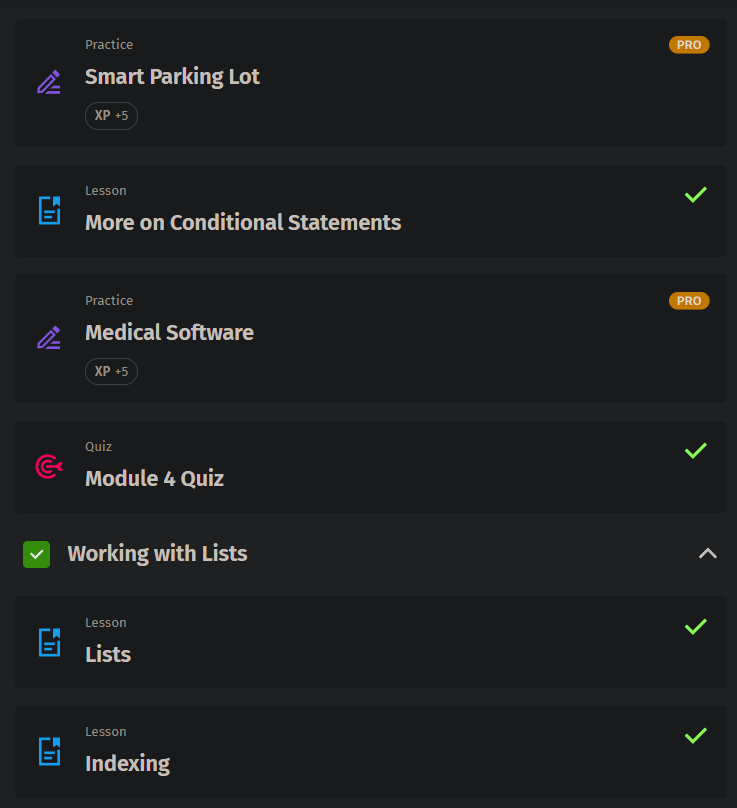 Practice
PRO
Smart Parking Lot
XP +5
Lesson
More on Conditional Statements
Practice
PRO
Medical Software
XP +5
Quiz
Module 4 Quiz
Working with Lists
Lesson
Lists
Lesson
Indexing